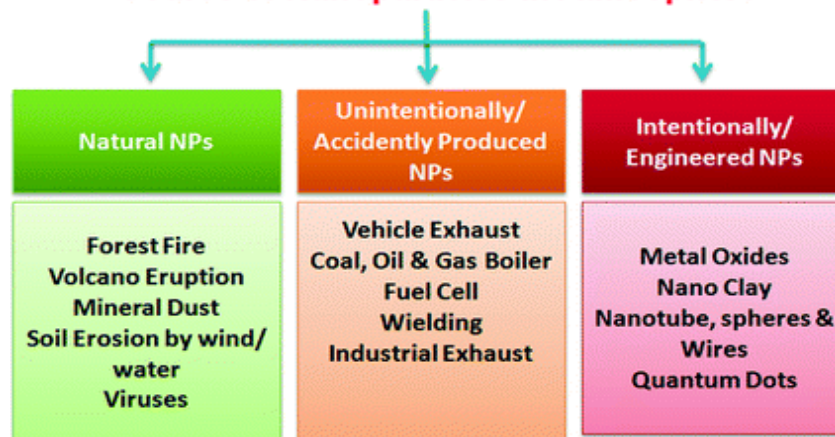 Natural NPs
Unintentionally/
Accidently Produced
NPs
Intentionally/
Engineered NPs
Forest Fire
Volcano Eruption
Mineral Dust
Soil Erosion by wind/
water
Viruses
Vehicle Exhaust
Coal, Oil & Gas Boiler
Fuel Cell
Wielding
Industrial Exhaust
Metal Oxides
Nano Clay
Nanotube, spheres &
Wires
Quantum Dots